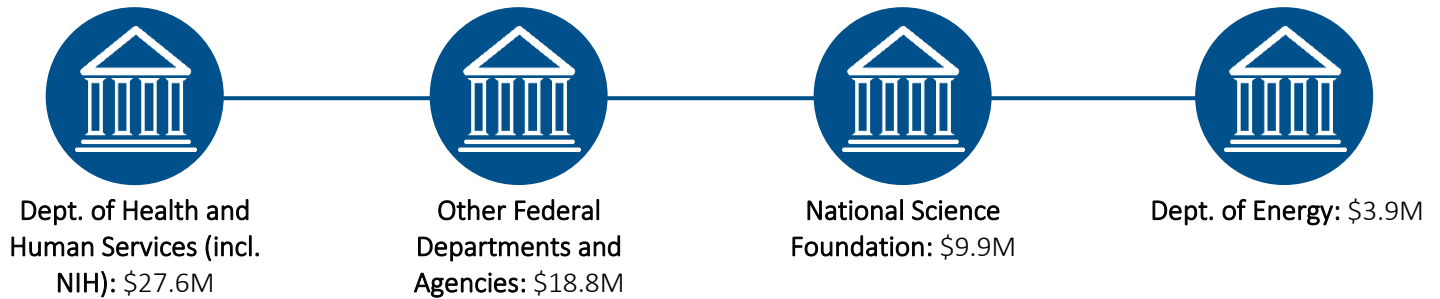 Dept. of Health and
Human Services (incl.
NIH): $27.6M
Other Federal
Departments and
Agencies: $18.8M
National Science
Foundation: $9.9M
Dept. of Energy: $3.9M